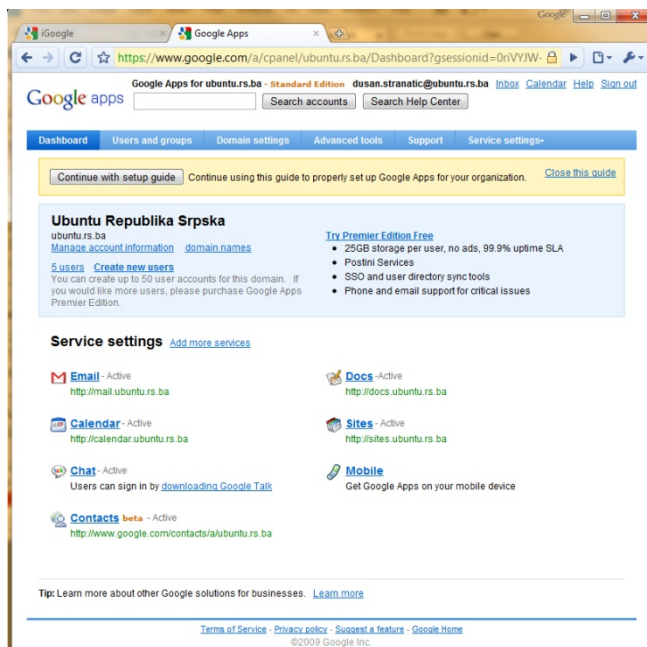 Google
iGoogle
Google Apps
https://www.google.com/a/cpanel/ubuntu.rs.ba/Dashboard?gsessionid=0riVYJW-
Google Apps for ubuntu.rs.ba - Standard Edition dusan.stranatic@ubuntu.rs.ba Inbox Calendar Help Sign out
Google apps
Search accounts Search Help Center
Dashboard Users and groups Domain settings Advanced tools Support Service settings
Continue with setup guide Continue using this guide to properly set up Google Apps for your organization. Close this guide
Ubuntu Republika Srpska
ubuntu.rs.ba
Manage account information domain names
5 users Create new users
You can create up to 50 user accounts for this domain. If
you would like more users, please purchase Google Apps
Premier Edition.
Try Premier Edition Free
• 25GB storage per user, no ads, 99.9% uptime SLA
• Postini Services
• SSO and user directory sync tools
• Phone and email support for critical issues
Service settings Add more services
Email - Active
http://mail.ubuntu.rs.ba
Docs - Active
http://docs.ubuntu.rs.ba
Calendar - Active
http://calendar.ubuntu.rs.ba
Sites - Active
http://sites.ubuntu.rs.ba
Chat - Active
Users can sign in by downloading Google Talk
Mobile
Get Google Apps on your mobile device
Contacts beta - Active
http://www.google.com/contacts/a/ubuntu.rs.ba
Tip: Learn more about other Google solutions for businesses. Learn more
Terms of Service - Privacy policy - Suggest a feature - Google Home
©2009 Google Inc.